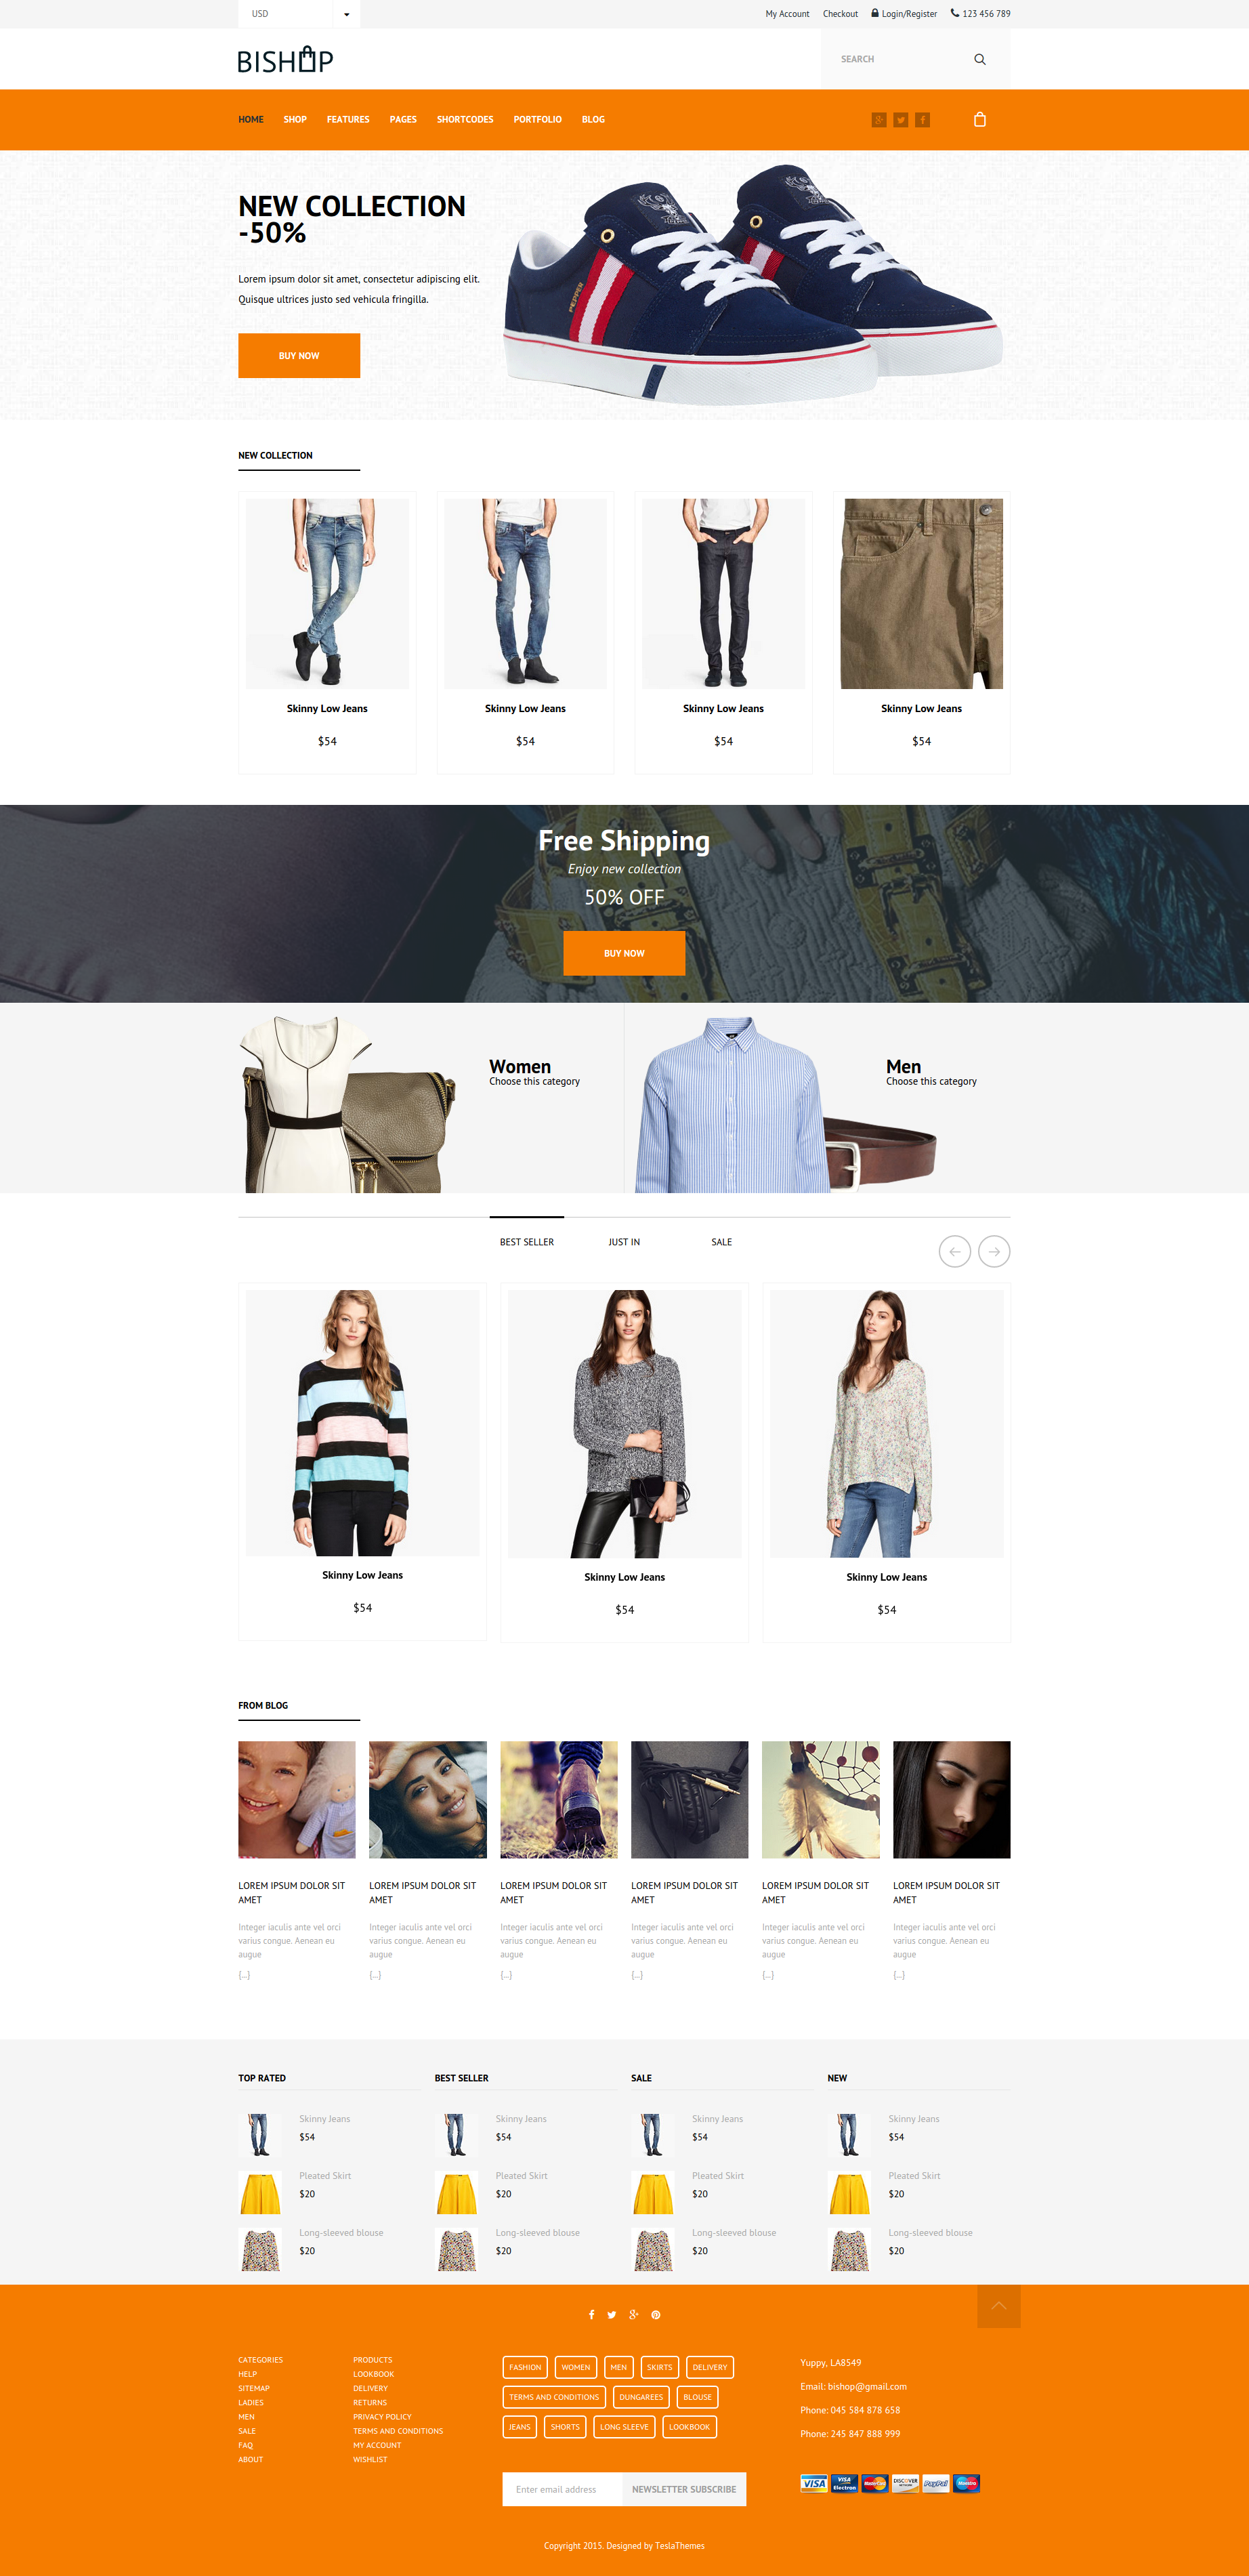 USD
My Account Checkout Login/Register 123 456 789
BISHOP
SEARCH
HOME SHOP FEATURES PAGES SHORTCODES PORTFOLIO BLOG
NEW COLLECTION
-50%
Lorem ipsum dolor sit amet, consectetur adipiscing elit.
Quisque ultrices justo sed vehicula fringilla.
BUY NOW
PEPPER
NEW COLLECTION
Skinny Low Jeans
$54
Skinny Low Jeans
$54
Skinny Low Jeans
$54
Skinny Low Jeans
$54
Free Shipping
Enjoy new collection
50% OFF
BUY NOW
Women
Choose this category
Men
Choose this category
BEST SELLER JUST IN SALE
Skinny Low Jeans
$54
Skinny Low Jeans
$54
Skinny Low Jeans
$54
FROM BLOG
LOREM IPSUM DOLOR SIT
AMET
Integer iaculis ante vel orci
varius congue. Aenean eu
augue
{...}
LOREM IPSUM DOLOR SIT
AMET
Integer iaculis ante vel orci
varius congue. Aenean eu
augue
{...}
LOREM IPSUM DOLOR SIT
AMET
Integer iaculis ante vel orci
varius congue. Aenean eu
augue
{...}
LOREM IPSUM DOLOR SIT
AMET
Integer iaculis ante vel orci
varius congue. Aenean eu
augue
{...}
LOREM IPSUM DOLOR SIT
AMET
Integer iaculis ante vel orci
varius congue. Aenean eu
augue
{...}
LOREM IPSUM DOLOR SIT
AMET
Integer iaculis ante vel orci
varius congue. Aenean eu
augue
{...}
TOP RATED
Skinny Jeans
$54
Pleated Skirt
$20
Long-sleeved blouse
$20
BEST SELLER
Skinny Jeans
$54
Pleated Skirt
$20
Long-sleeved blouse
$20
SALE
Skinny Jeans
$54
Pleated Skirt
$20
Long-sleeved blouse
$20
NEW
Skinny Jeans
$54
Pleated Skirt
$20
Long-sleeved blouse
$20
CATEGORIES
HELP
SITEMAP
LADIES
MEN
SALE
FAQ
ABOUT
PRODUCTS
LOOKBOOK
DELIVERY
RETURNS
PRIVACY POLICY
TERMS AND CONDITIONS
MY ACCOUNT
WISHLIST
FASHION WOMEN MEN SKIRTS DELIVERY
TERMS AND CONDITIONS DUNGAREES BLOUSE
JEANS SHORTS LONG SLEEVE LOOKBOOK
Enter email address NEWSLETTER SUBSCRIBE
Yuppy, LA8549
Email: bishop@gmail.com
Phone: 045 584 878 658
Phone: 245 847 888 999
VISA VISA Electron MasterCard DISCOVER NETWORK PayPal Maestro
Copyright 2015. Designed by TeslaThemes